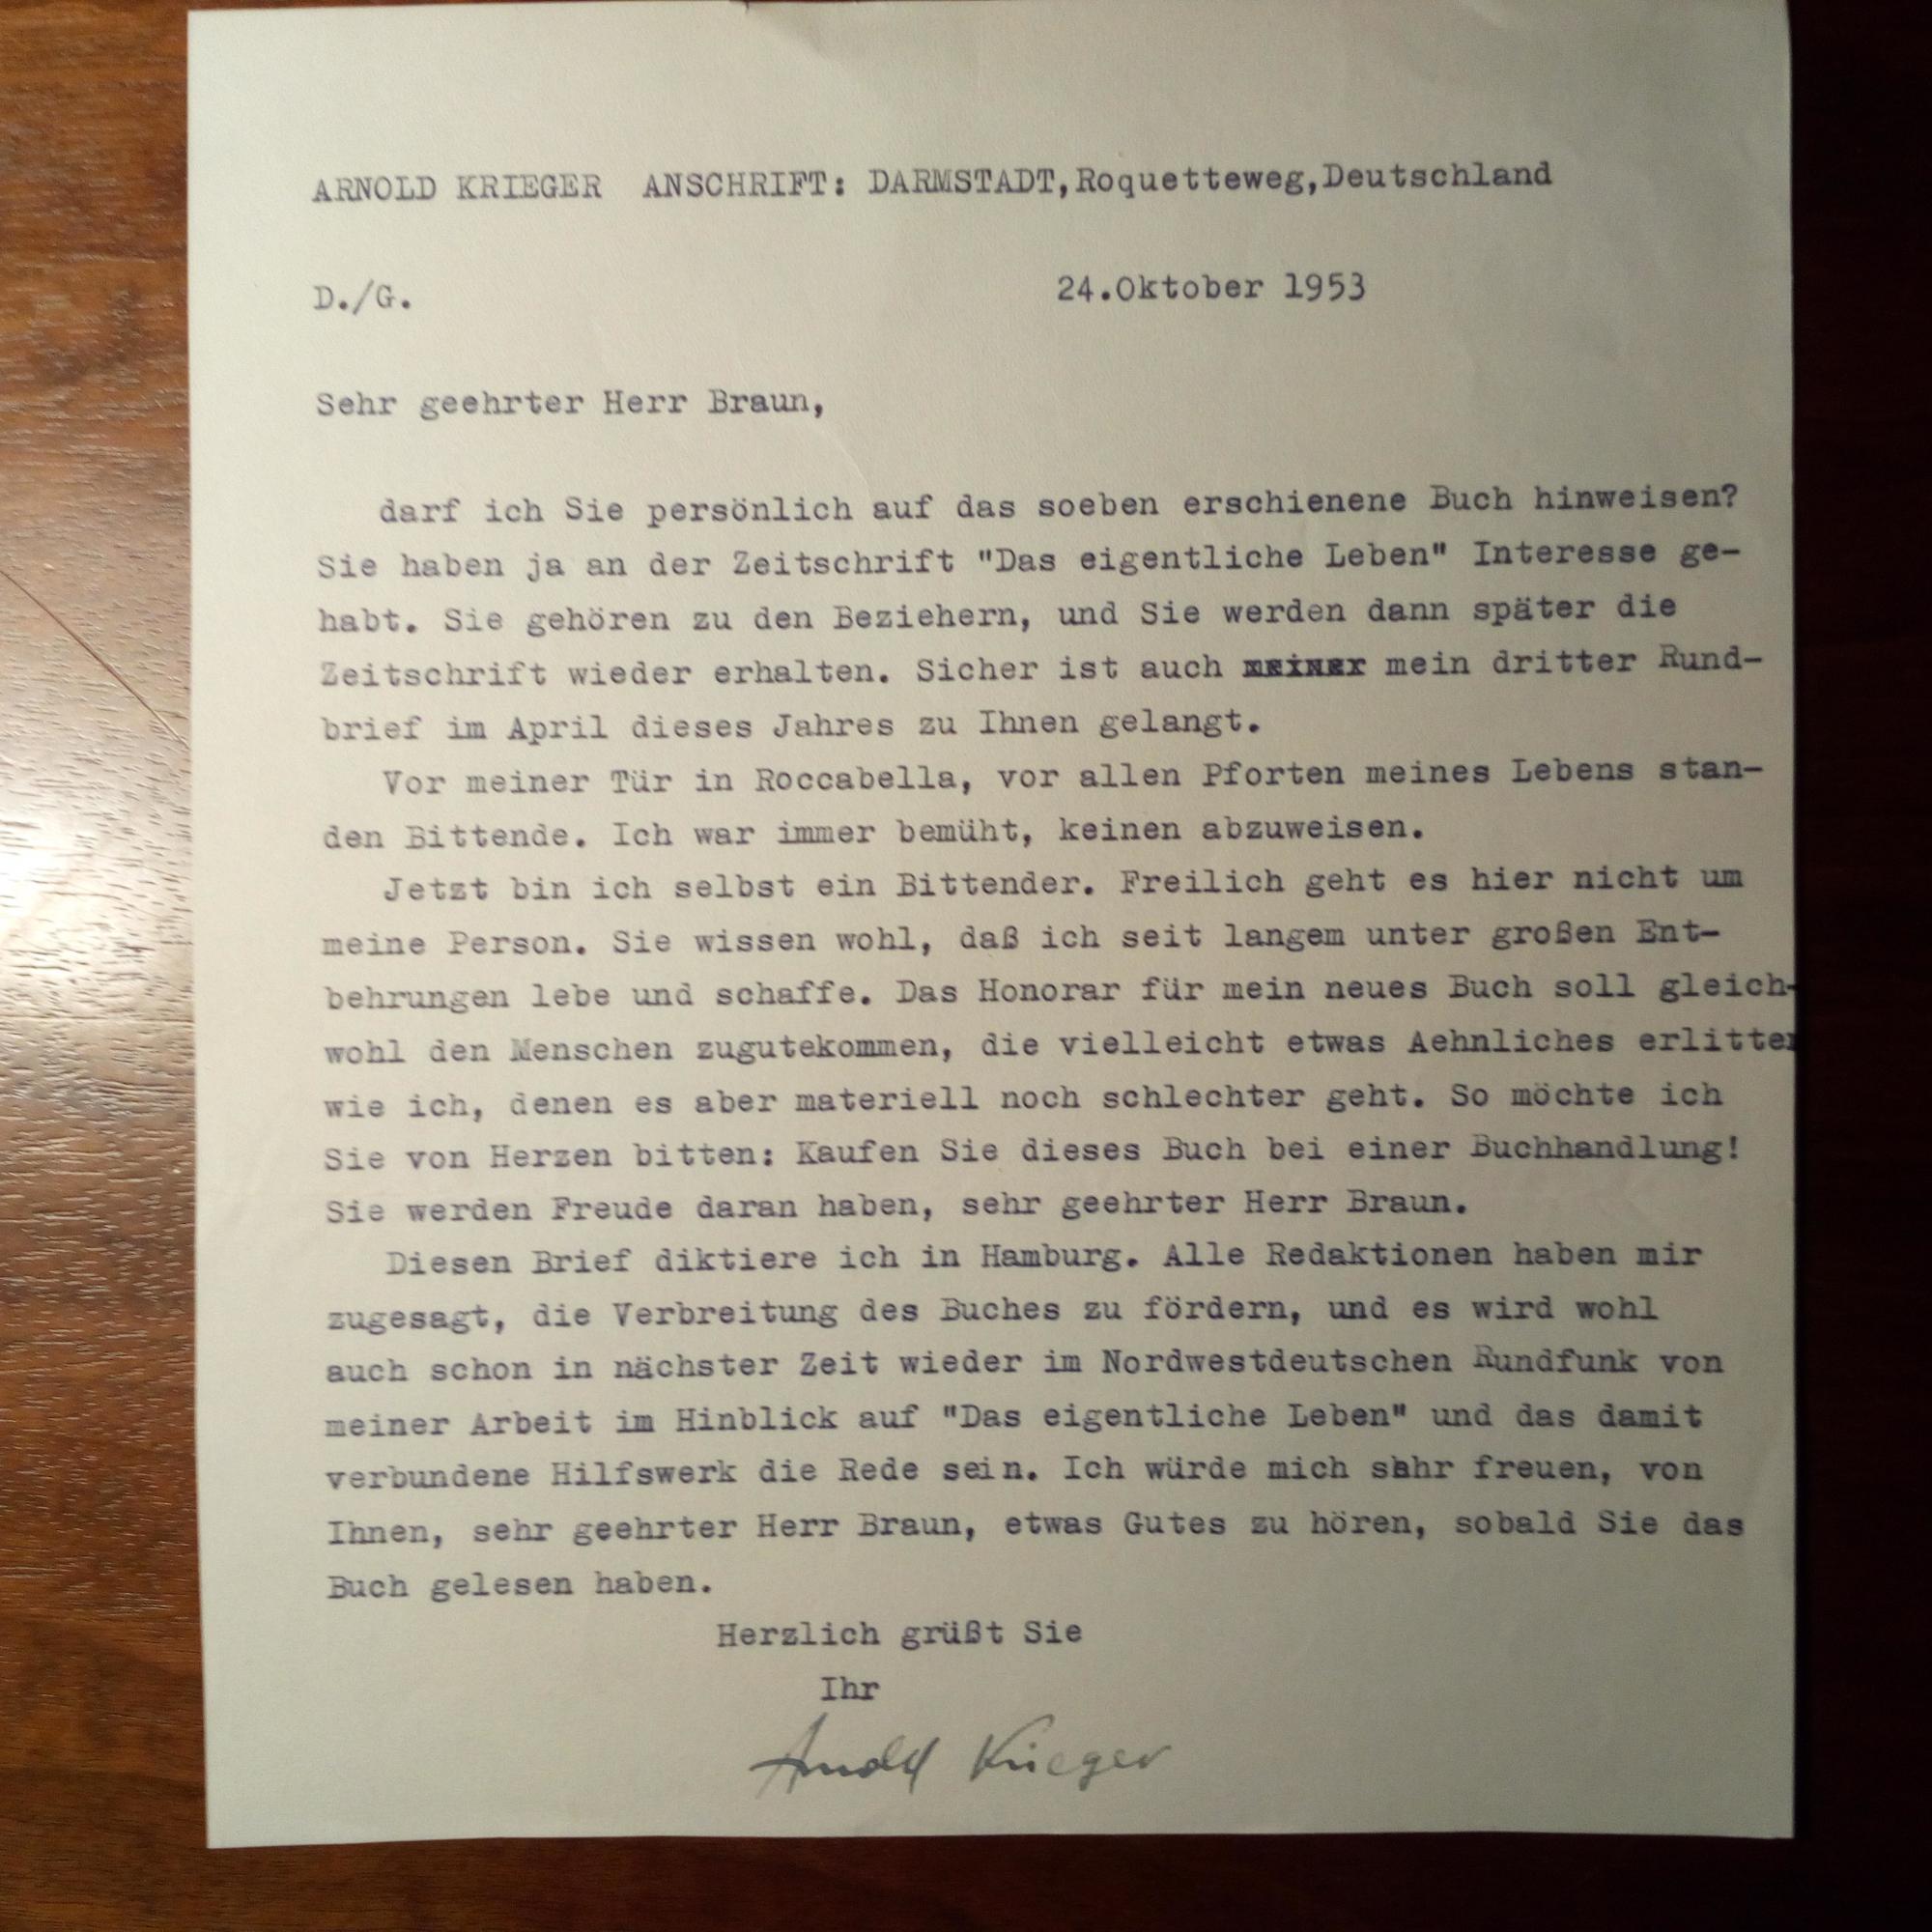 ARNOLD KRIEGER ANSCHRIFT: DARMSTADT,Roquetteweg,Deutschland
D./G. 24.Oktober 1953
Sehr geehrter Herr Braun,
darf ich Sie persönlich auf das soeben erschienene Buch hinweisen?
Sie haben ja an der Zeitschrift "Das eigentliche Leben" Interesse ge-
habt. Sie gehören zu den Beziehern, und Sie werden dann später die
Zeitschrift wieder erhalten. Sicher ist auch mein dritter Rund-
brief im April dieses Jahres zu Ihnen gelangt.
Vor meiner Tür in Roccabella, vor allen Pforten meines Lebens stan-
den Bittende. Ich war immer bemüht, keinen abzuweisen.
Jetzt bin ich selbst ein Bittender. Freilich geht es hier nicht um
meine Person. Sie wissen wohl, daß ich seit langem unter großen Ent-
behrungen lebe und schaffe. Das Honorar für mein neues Buch soll gleich-
wohl den Menschen zugutekommen, die vielleicht etwas Aehnliches erlitten
wie ich, denen es aber materiell noch schlechter geht. So möchte ich
Sie von Herzen bitten: Kaufen Sie dieses Buch bei einer Buchhandlung!
Sie werden Freude daran haben, sehr geehrter Herr Braun.
Diesen Brief diktiere ich in Hamburg. Alle Redaktionen haben mir
zugesagt, die Verbreitung des Buches zu fördern, und es wird wohl
auch schon in nächster Zeit wieder im Nordwestdeutschen Rundfunk von
meiner Arbeit im Hinblick auf "Das eigentliche Leben" und das damit
verbundene Hilfswerk die Rede sein. Ich würde mich sehr freuen, von
Ihnen, sehr geehrter Herr Braun, etwas Gutes zu hören, sobald Sie das
Buch gelesen haben.
Herzlich grüßt Sie
Ihr
Arnold Krieger